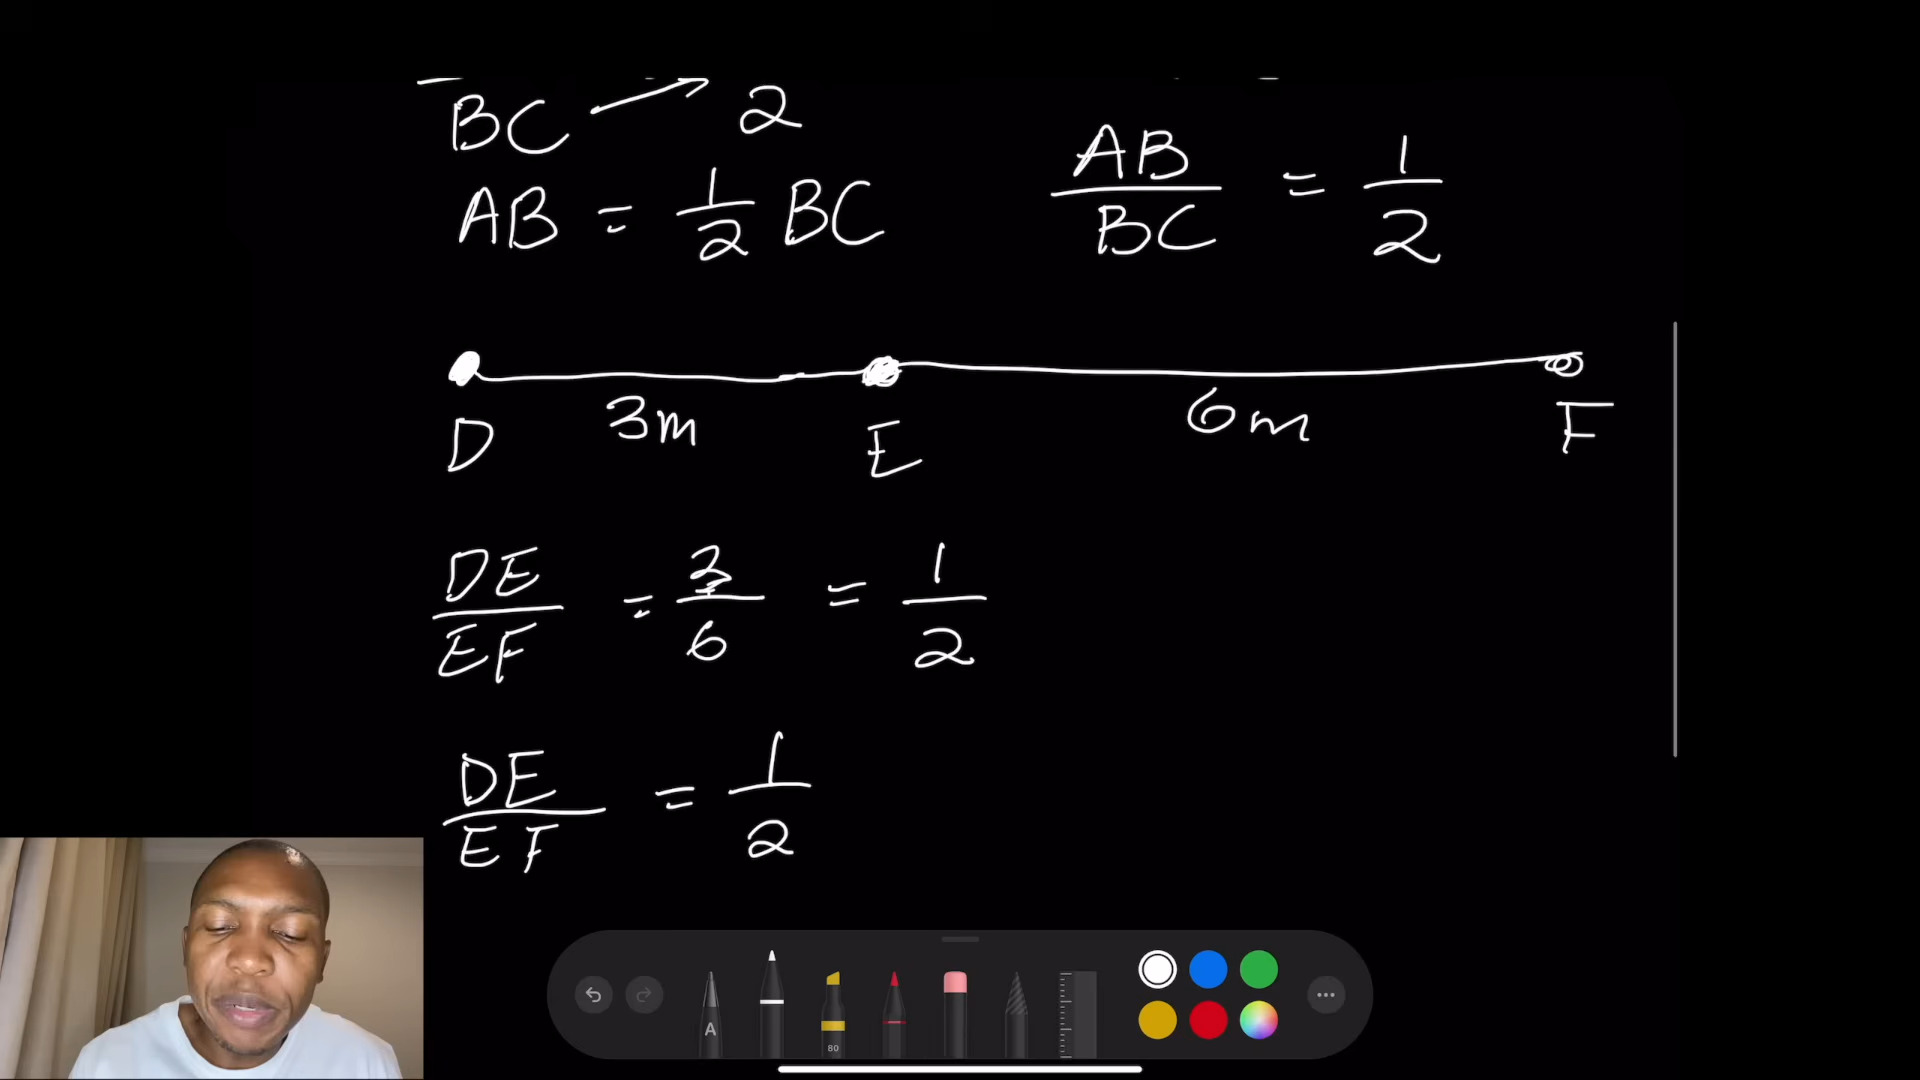 BC → 2
AB = 1/2 BC
AB/BC = 1/2
D 3m E 6m F
DE/EF = 3/6 = 1/2
DE/EF = 1/2
A
80